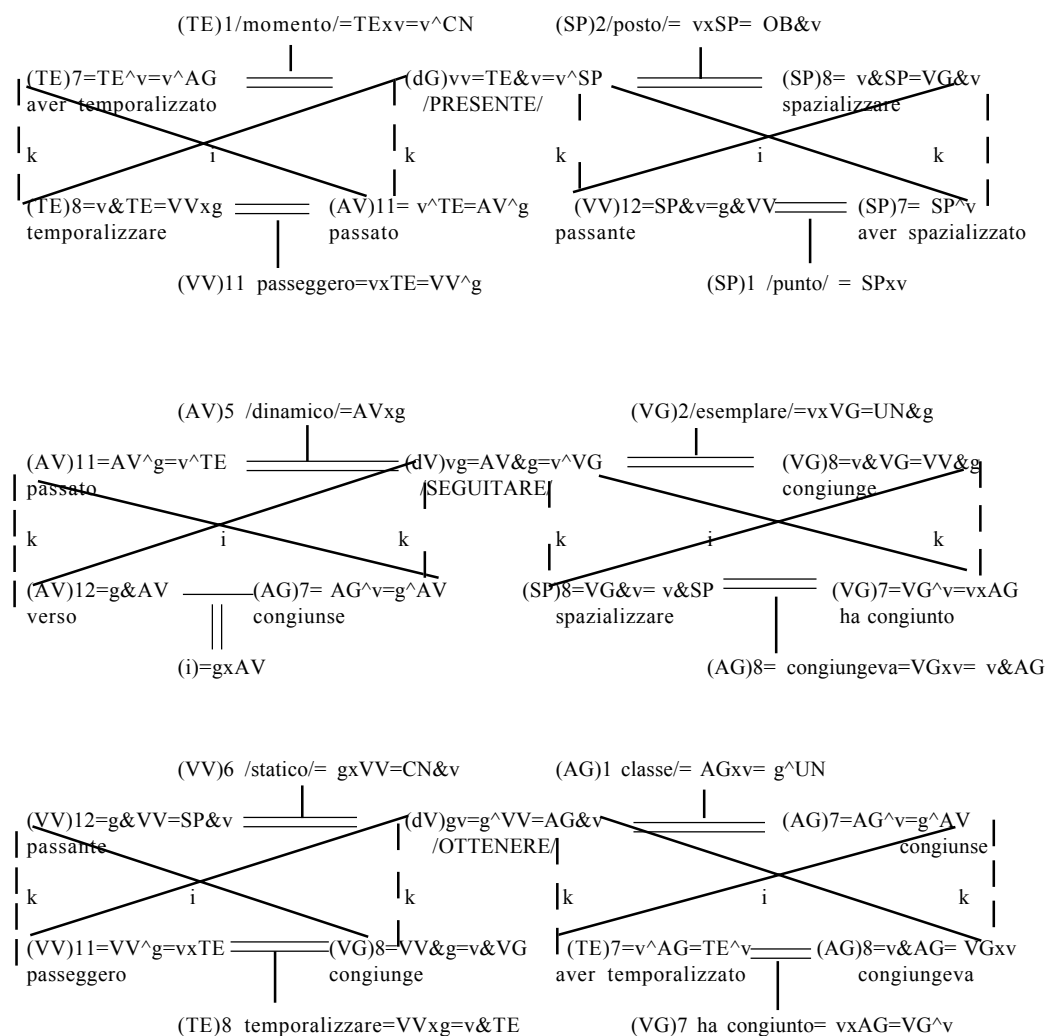 (TE)1/momento/=TExv=v^CN (SP)2/posto/= vxSP= OB&v
(TE)7=TE^v=v^AG (dG)vv=TE&v=v^SP (SP)8= v&SP=VG&v
aver temporalizzato /PRESENTE/ spazializzare
k i k k i k
(TE)8=v&TE=VVxg (AV)11= v^TE=AV^g (VV)12=SP&v=g&VV (SP)7= SP^v
temporalizzare passato passante aver spazializzato
(VV)11 passeggero=vxTE=VV^g (SP)1 /punto/ = SPxv
(AV)5 /dinamico/=AVxg (VG)2/esemplare/=vxVG=UN&g
(AV)11=AV^g=v^TE (dV)vg=AV&g=v^VG (VG)8=v&VG=VV&g
passato /SEGUITARE/ congiunge
k i k k i k
(AV)12=g&AV (AG)7= AG^v=g^AV (SP)8=VG&v= v&SP (VG)7=VG^v=vxAG
verso congiunse spazializzare ha congiunto
(i)=gxAV (AG)8= congiungeva=VGxv= v&AG
(VV)6 /statico/= gxVV=CN&v (AG)1 classe/= AGxv= g^UN
(VV)12=g&VV=SP&v (dV)gv=g^VV=AG&v (AG)7=AG^v=g^AV
passante /OTTENERE/ congiunse
k i k k i k
(VV)11=VV^g=vxTE (VG)8=VV&g=v&VG (TE)7=v^AG=TE^v (AG)8=v&AG= VGxv
passeggero congiunge aver temporalizzato congiungeva
(TE)8 temporalizzare=VVxg=v&TE (VG)7 ha congiunto= vxAG=VG^v